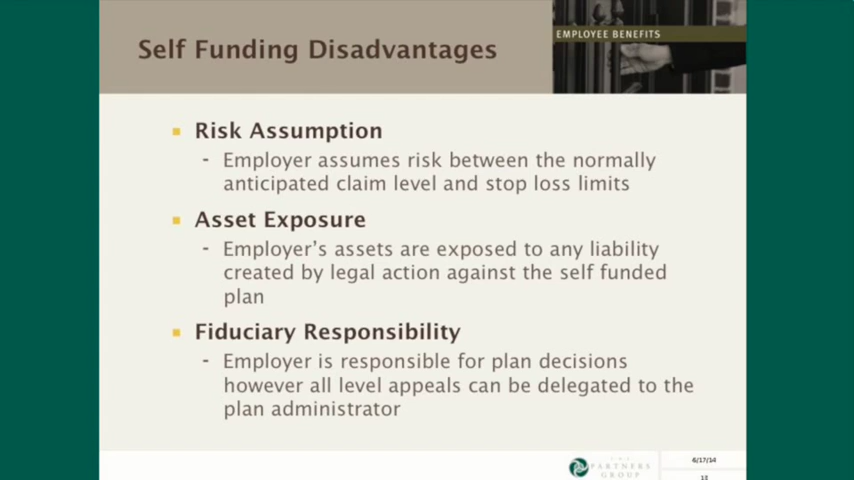 Self Funding Disadvantages
EMPLOYEE BENEFITS
▪ Risk Assumption
- Employer assumes risk between the normally
anticipated claim level and stop loss limits
▪ Asset Exposure
- Employer’s assets are exposed to any liability
created by legal action against the self funded
plan
▪ Fiduciary Responsibility
- Employer is responsible for plan decisions
however all level appeals can be delegated to the
plan administrator
THE
PARTNERS
GROUP
6/17/14